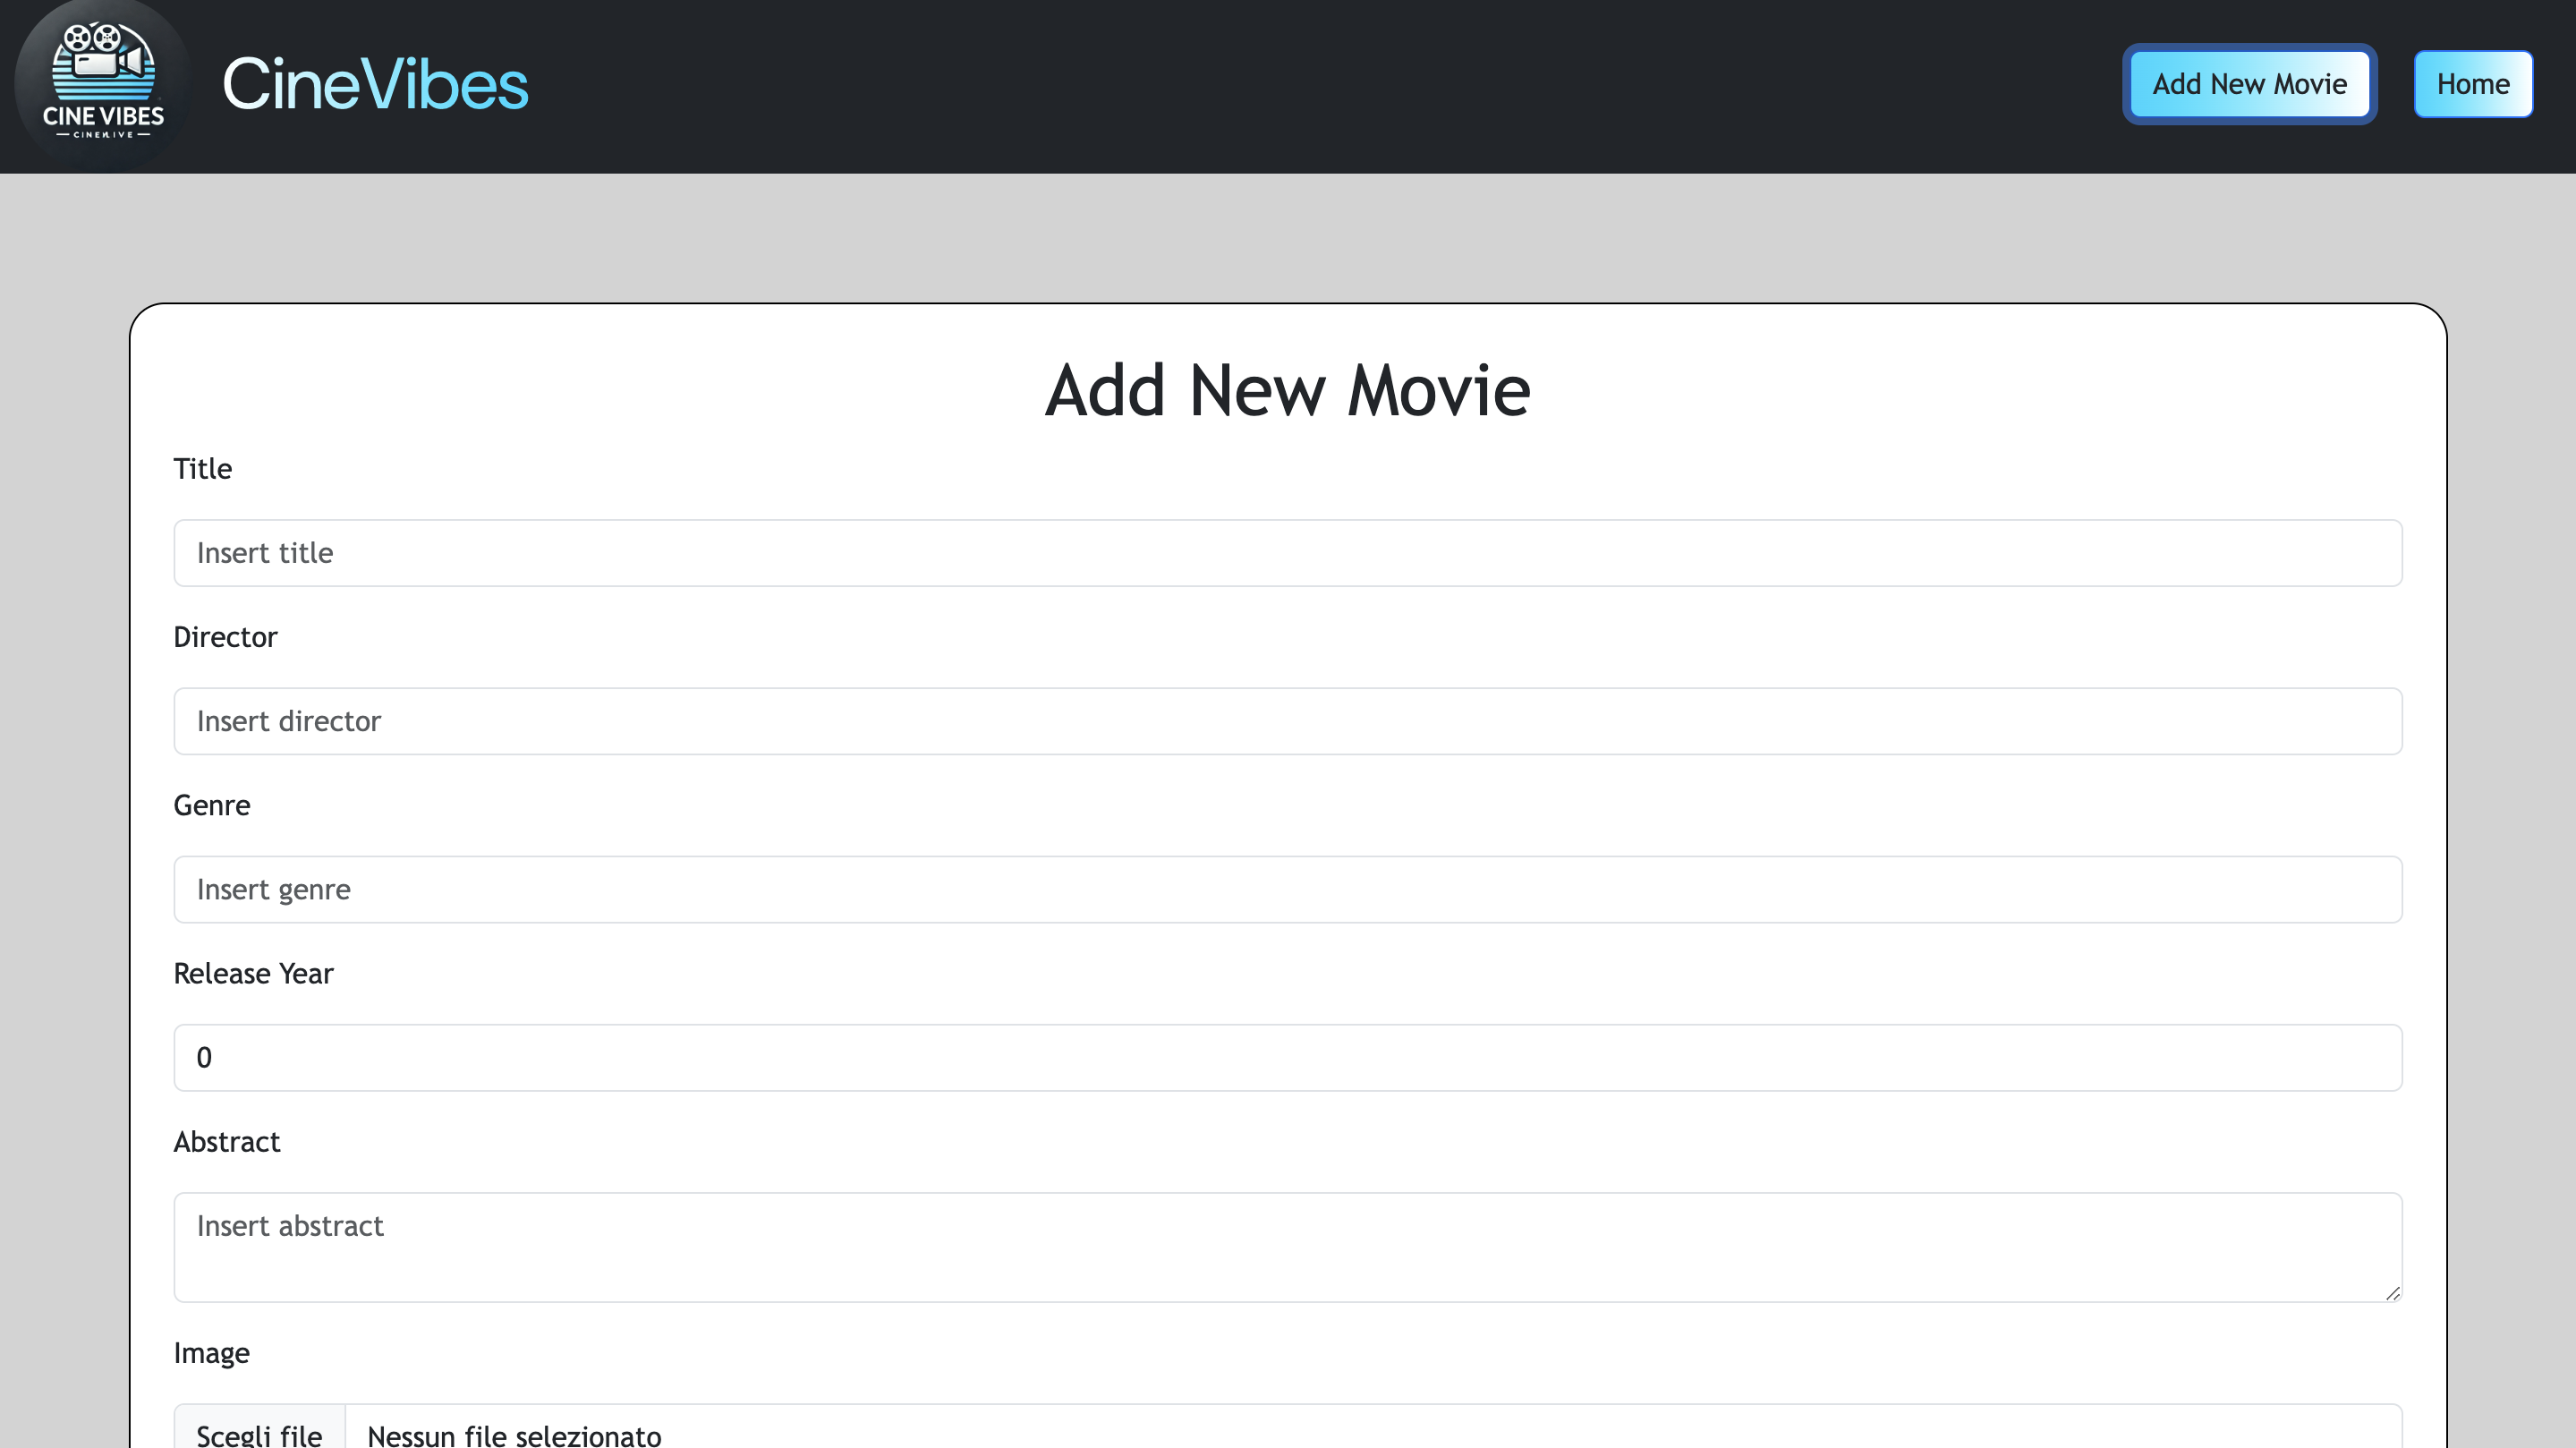 CINE VIBES
CineVibes
Add New Movie
Home
Add New Movie
Title
Insert title
Director
Insert director
Genre
Insert genre
Release Year
0
Abstract
Insert abstract
Image
Scegli file
Nessun file selezionato